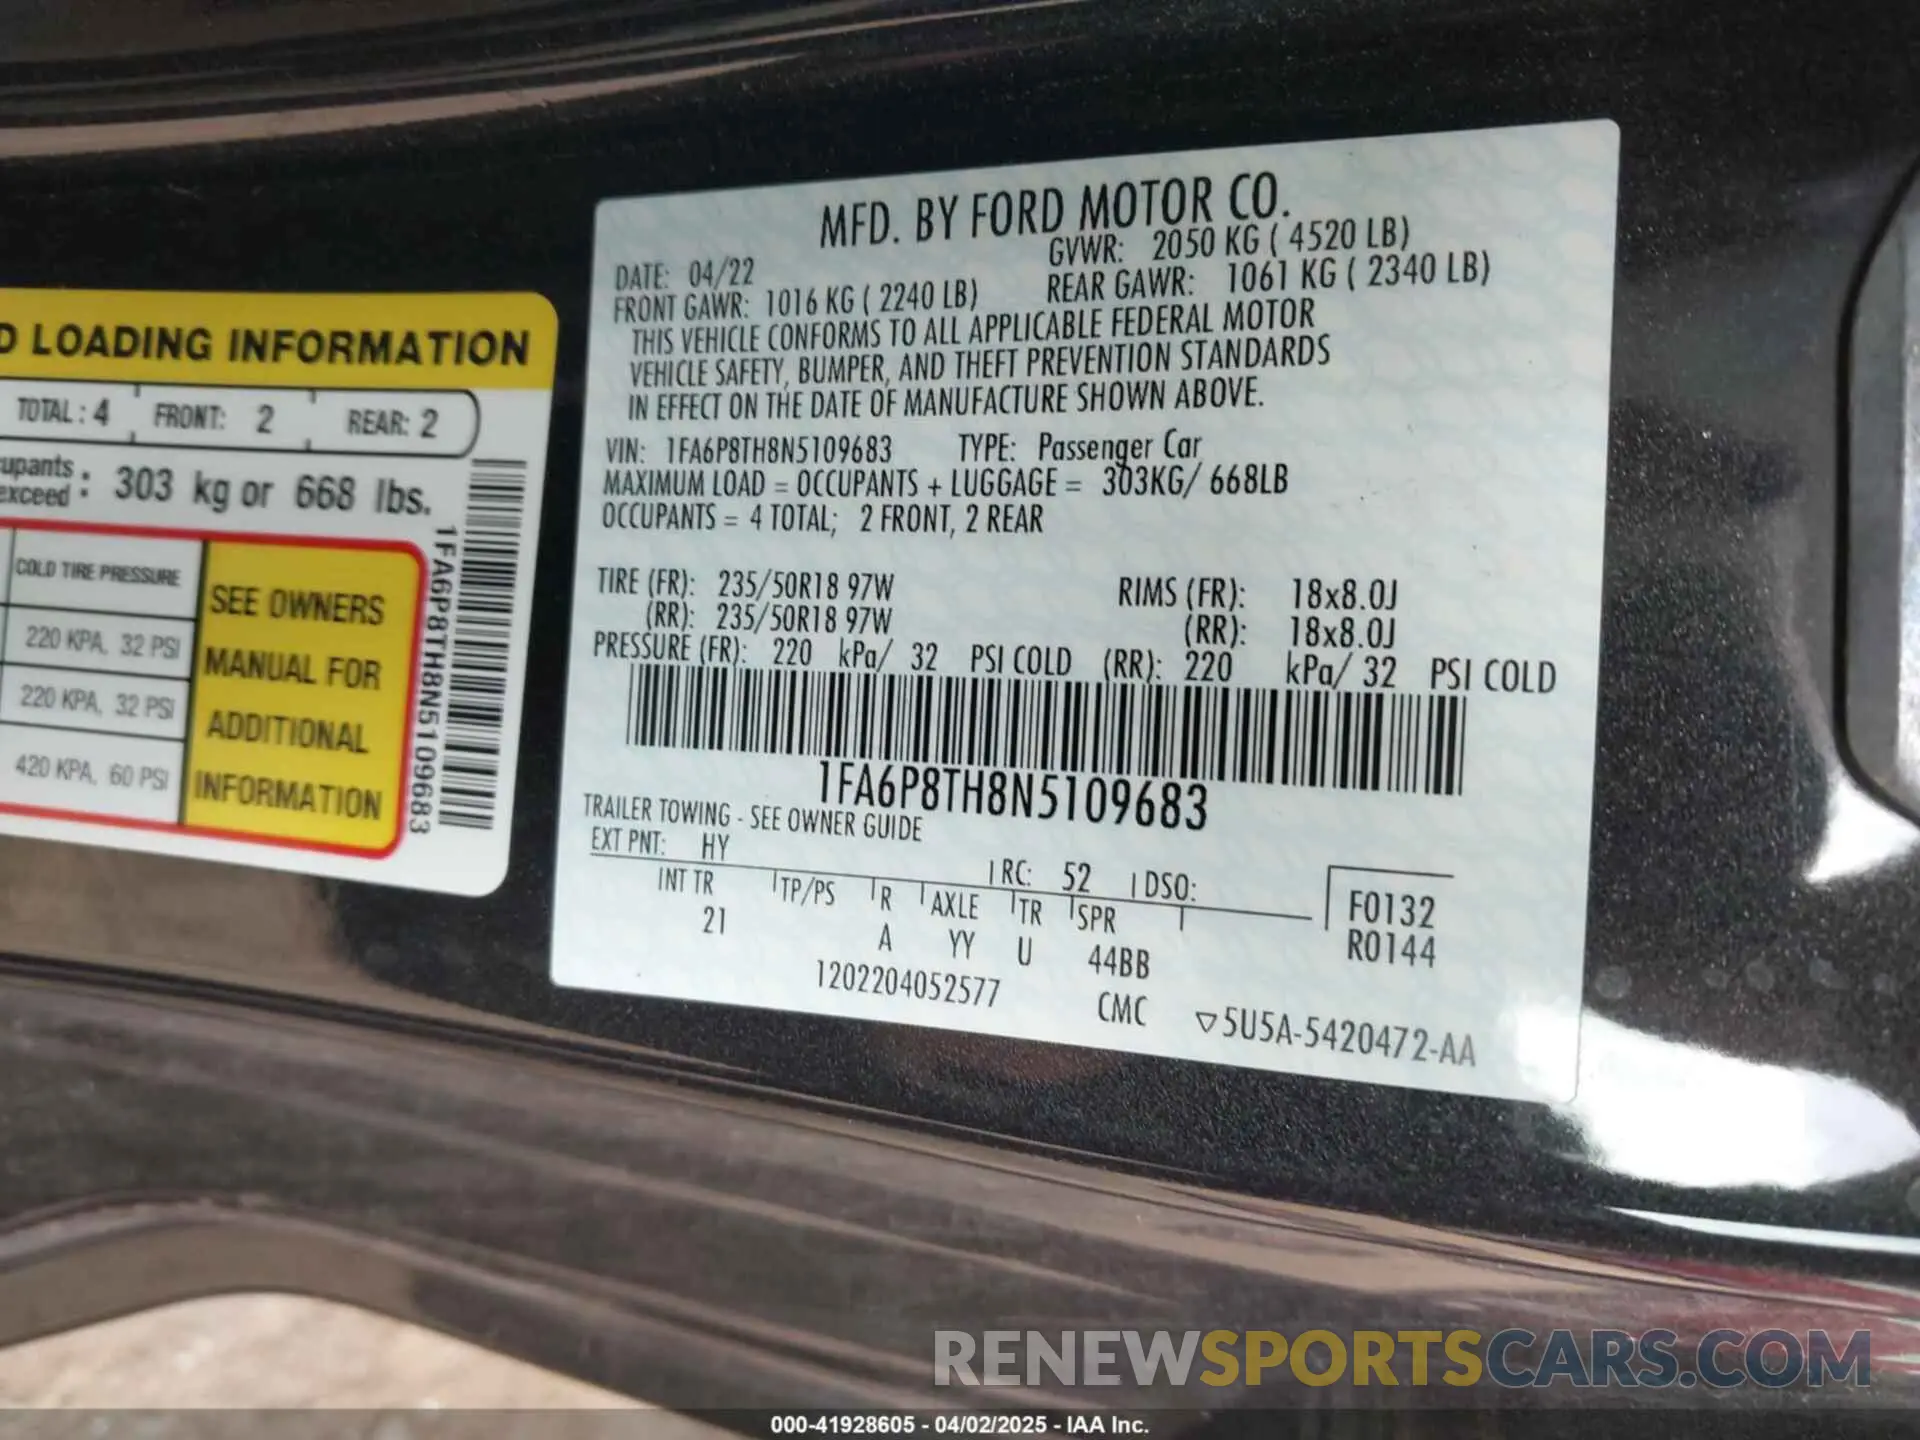 D LOADING INFORMATION
TOTAL : 4 FRONT: 2 REAR: 2
upants
exceed : 303 kg or 668 lbs.
COLD TIRE PRESSURE
220 KPA, 32 PSI
220 KPA, 32 PSI
420 KPA, 60 PSI
SEE OWNERS
MANUAL FOR
ADDITIONAL
INFORMATION
1FA6P8TH8N5109683
MFD. BY FORD MOTOR CO.
DATE: 04/22 GVWR: 2050 KG ( 4520 LB)
FRONT GAWR: 1016 KG ( 2240 LB) REAR GAWR: 1061 KG ( 2340 LB)
THIS VEHICLE CONFORMS TO ALL APPLICABLE FEDERAL MOTOR
VEHICLE SAFETY, BUMPER, AND THEFT PREVENTION STANDARDS
IN EFFECT ON THE DATE OF MANUFACTURE SHOWN ABOVE.
VIN: 1FA6P8TH8N5109683 TYPE: Passenger Car
MAXIMUM LOAD = OCCUPANTS + LUGGAGE = 303KG/ 668LB
OCCUPANTS = 4 TOTAL; 2 FRONT, 2 REAR
TIRE (FR): 235/50R18 97W RIMS (FR): 18x8.0J
(RR): 235/50R18 97W (RR): 18x8.0J
PRESSURE (FR): 220 kPa/ 32 PSI COLD (RR): 220 kPa/ 32 PSI COLD
1FA6P8TH8N5109683
TRAILER TOWING - SEE OWNER GUIDE
EXT PNT: HY RC: 52 DSO:
INT TR TP/PS R AXLE TR SPR
21 A YY U 44BB
F0132
R0144
1202204052577 CMC ▽5U5A-5420472-AA
RENEWSPORTSCARS.COM
000-41928605 - 04/02/2025 - IAA Inc.